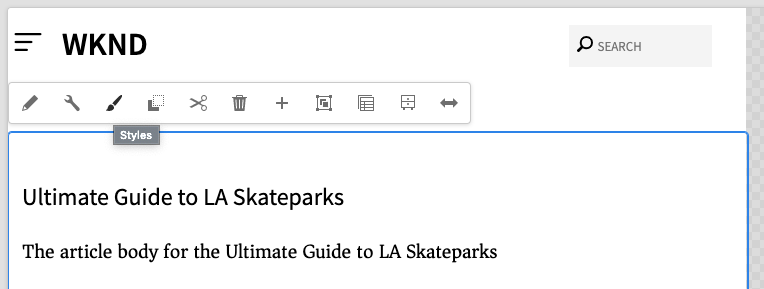 WKND
SEARCH
Styles
Ultimate Guide to LA Skateparks
The article body for the Ultimate Guide to LA Skateparks